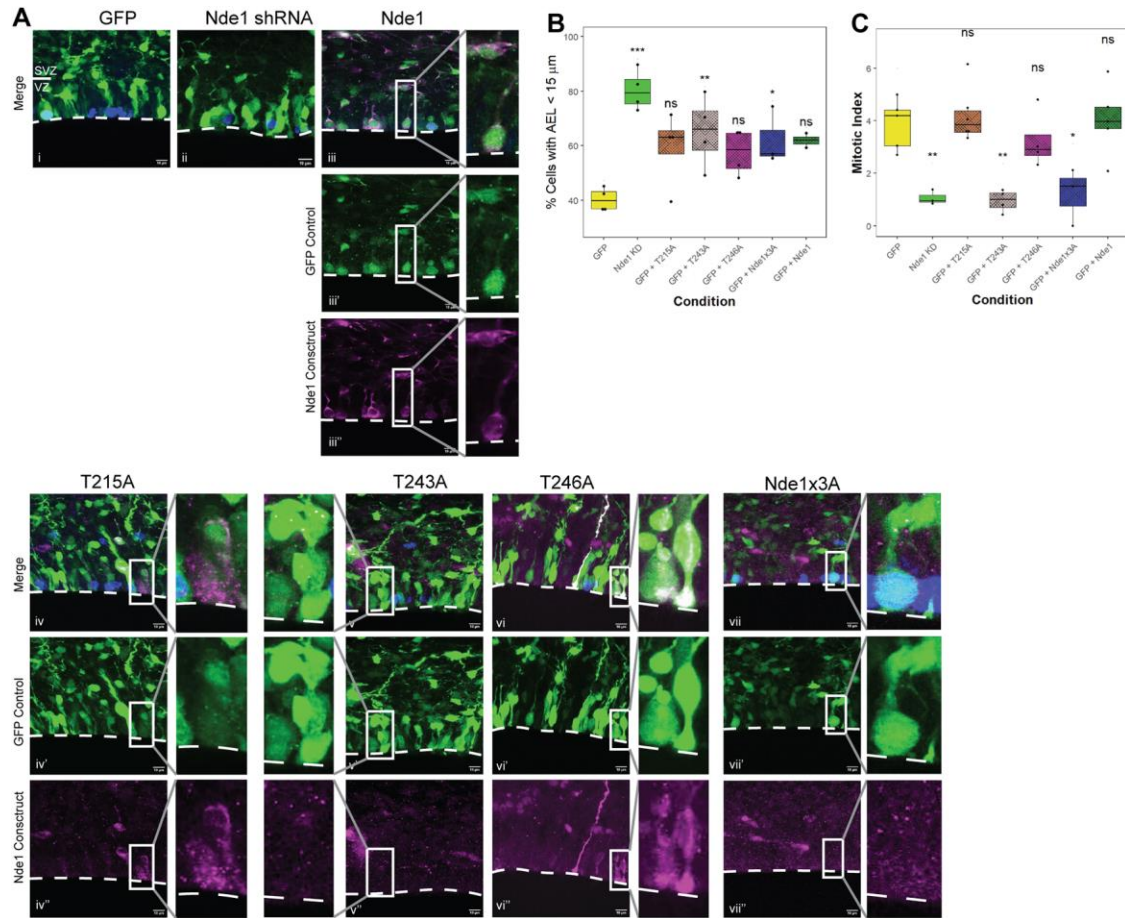 A
GFP
Nde1 shRNA
Nde1
Merge
SVZ
VZ
i
ii
iii
GFP Control
iii'
Nde1 Consctruct
iii"
B
% Cells with AEL < 15 µm
100
80
60
40
***
ns
**
ns
*
ns
GFP
Nde1 KD
GFP + T215A
GFP + T243A
GFP + T246A
GFP + Nde1x3A
GFP + Nde1
Condition
C
Mitotic Index
6
4
2
0
**
ns
**
ns
*
ns
GFP
Nde1 KD
GFP + T215A
GFP + T243A
GFP + T246A
GFP + Nde1x3A
GFP + Nde1
Condition
T215A
T243A
T246A
Nde1x3A
Merge
iv
v
vi
vii
GFP Control
iv'
v'
vi'
vii'
Nde1 Consctruct
iv"
v"
vi"
vii"